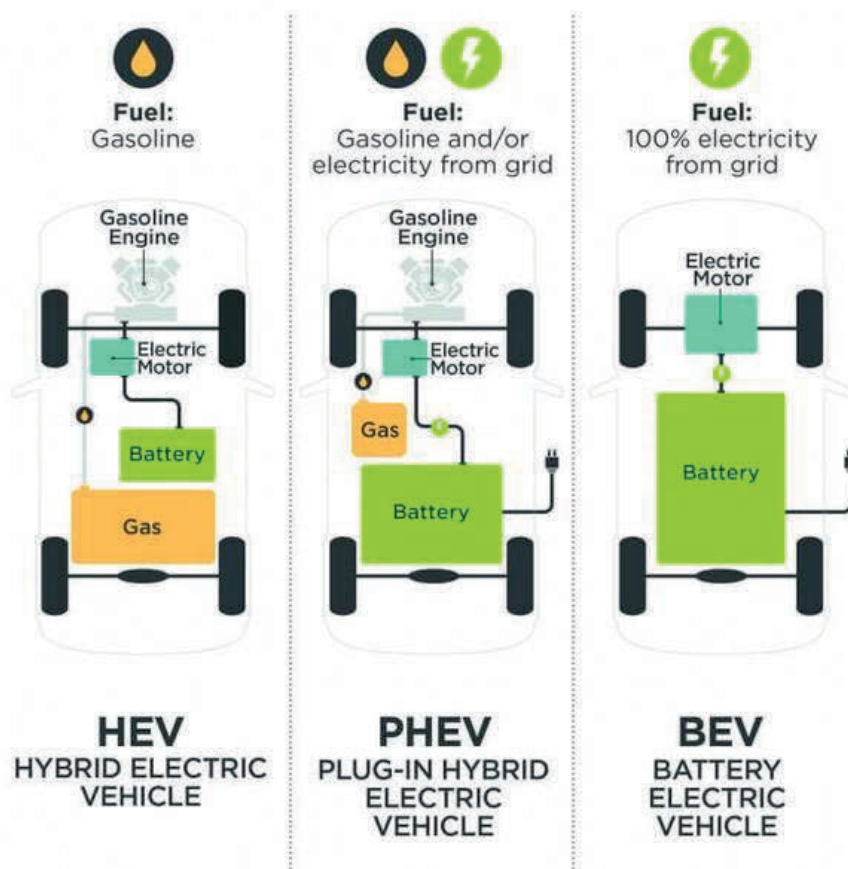 Fuel:
Gasoline
Gasoline
Engine
Electric
Motor
Battery
Gas
HEV
HYBRID ELECTRIC
VEHICLE
Fuel:
Gasoline and/or
electricity from grid
Gasoline
Engine
Electric
Motor
Gas
Battery
PHEV
PLUG-IN HYBRID
ELECTRIC
VEHICLE
Fuel:
100% electricity
from grid
Electric
Motor
Battery
BEV
BATTERY
ELECTRIC
VEHICLE